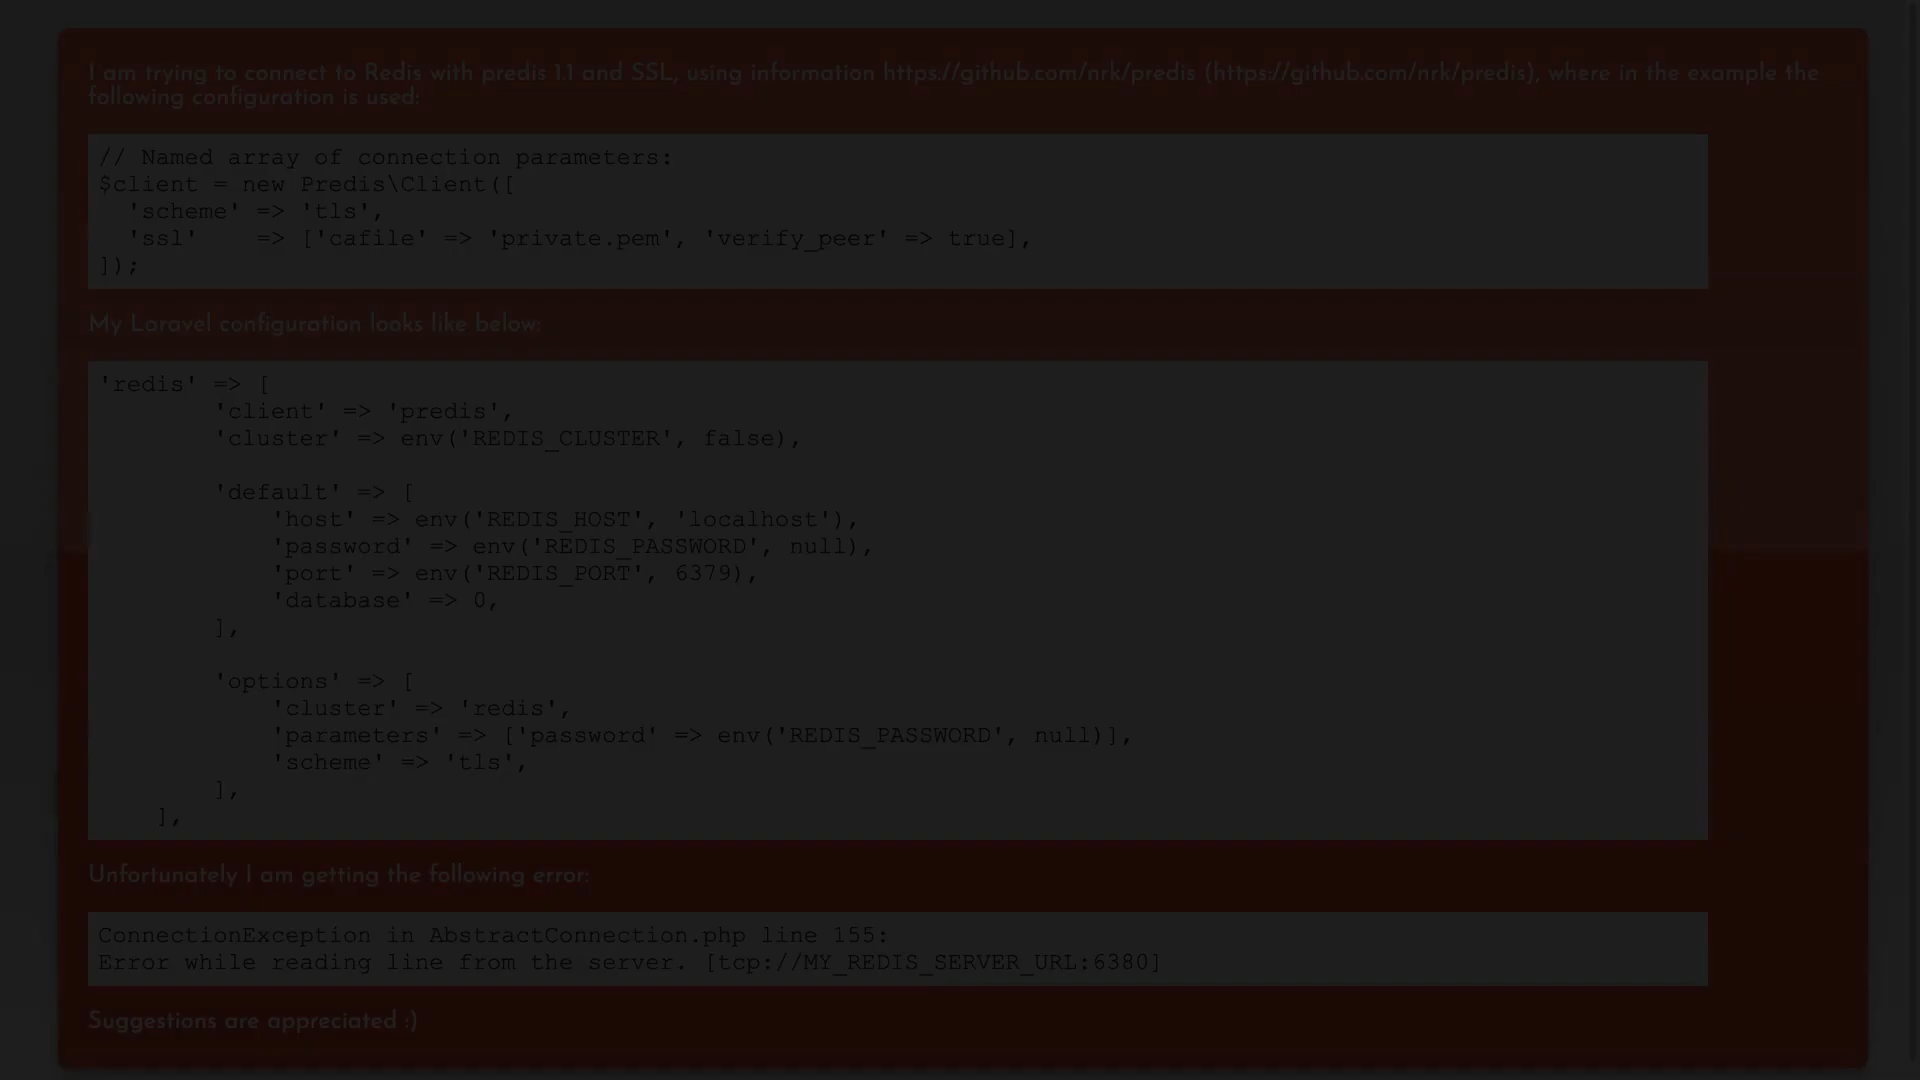 I am trying to connect to Redis with predis 1.1 and SSL, using information https://github.com/nrk/predis (https://github.com/nrk/predis), where in the example the
following configuration is used:
// Named array of connection parameters:
$client = new Predis\Client([
  'scheme' => 'tls',
  'ssl'    => ['cafile' => 'private.pem', 'verify_peer' => true],
]);
My Laravel configuration looks like below:
'redis' => [
        'client' => 'predis',
        'cluster' => env('REDIS_CLUSTER', false),
        'default' => [
            'host' => env('REDIS_HOST', 'localhost'),
            'password' => env('REDIS_PASSWORD', null),
            'port' => env('REDIS_PORT', 6379),
            'database' => 0,
        ],
        'options' => [
            'cluster' => 'redis',
            'parameters' => ['password' => env('REDIS_PASSWORD', null)],
            'scheme' => 'tls',
        ],
    ],
Unfortunately I am getting the following error:
ConnectionException in AbstractConnection.php line 155:
Error while reading line from the server. [tcp://MY_REDIS_SERVER_URL:6380]
Suggestions are appreciated :)